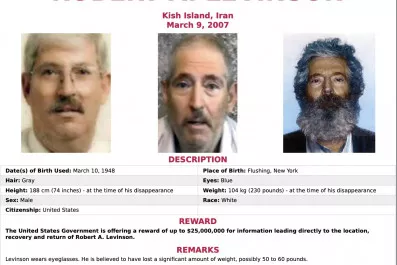 ROBERT A. LEVINSON
Kish Island, Iran
March 9, 2007
DESCRIPTION
Date(s) of Birth Used: March 10, 1948 Place of Birth: Flushing, New York
Hair: Gray Eyes: Blue
Height: 188 cm (74 inches) - at the time of his disappearance Weight: 104 kg (230 pounds) - at the time of his disappearance
Sex: Male Race: White
Citizenship: United States
REWARD
The United States Government is offering a reward of up to $25,000,000 for information leading directly to the location,
recovery and return of Robert A. Levinson.
REMARKS
Levinson wears eyeglasses. He is believed to have lost a significant amount of weight, possibly 50 to 60 pounds.